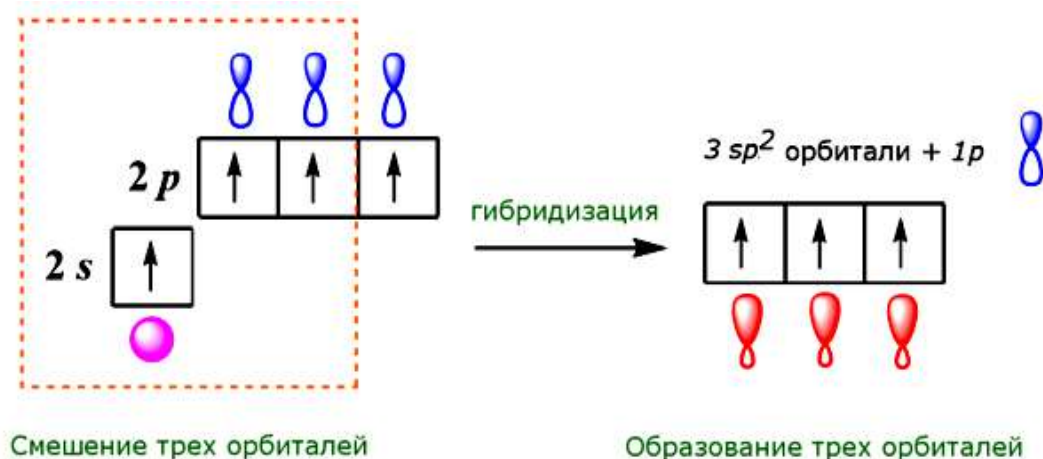 2 p
2 s
гибридизация
3 sp² орбитали + 1p
Смешение трех орбиталей
Образование трех орбиталей